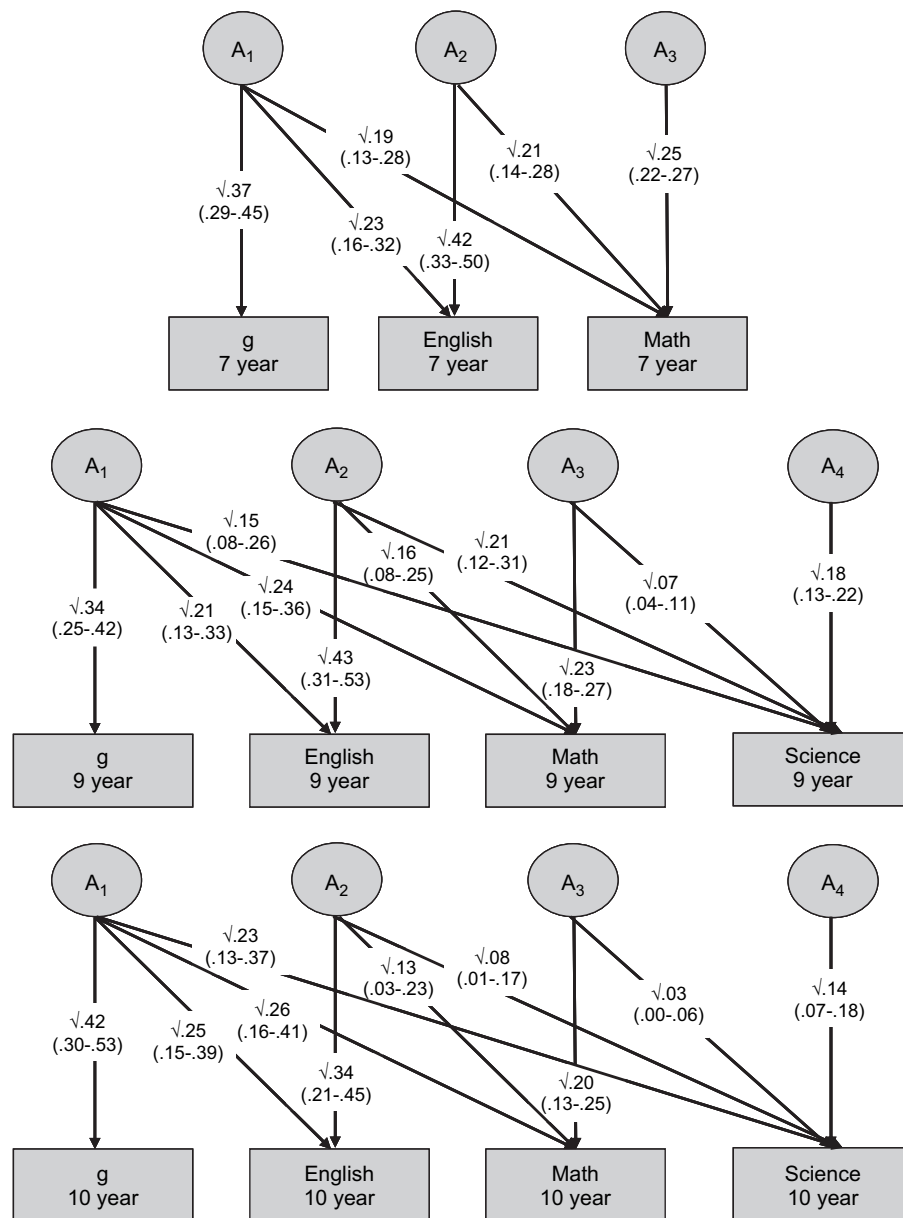 A₁
A₂
A₃
√.19
(.13-.28)
√.21
(.14-.28)
√.25
(.22-.27)
√.37
(.29-.45)
√.23
(.16-.32)
√.42
(.33-.50)
g
7 year
English
7 year
Math
7 year
A₁
A₂
A₃
A₄
√.15
(.08-.26)
√.24
(.15-.36)
√.16
(.08-.25)
√.21
(.12-.31)
√.07
(.04-.11)
√.18
(.13-.22)
√.34
(.25-.42)
√.21
(.13-.33)
√.43
(.31-.53)
√.23
(.18-.27)
g
9 year
English
9 year
Math
9 year
Science
9 year
A₁
A₂
A₃
A₄
√.23
(.13-.37)
√.26
(.16-.41)
√.13
(.03-.23)
√.08
(.01-.17)
√.03
(.00-.06)
√.14
(.07-.18)
√.42
(.30-.53)
√.25
(.15-.39)
√.34
(.21-.45)
√.20
(.13-.25)
g
10 year
English
10 year
Math
10 year
Science
10 year